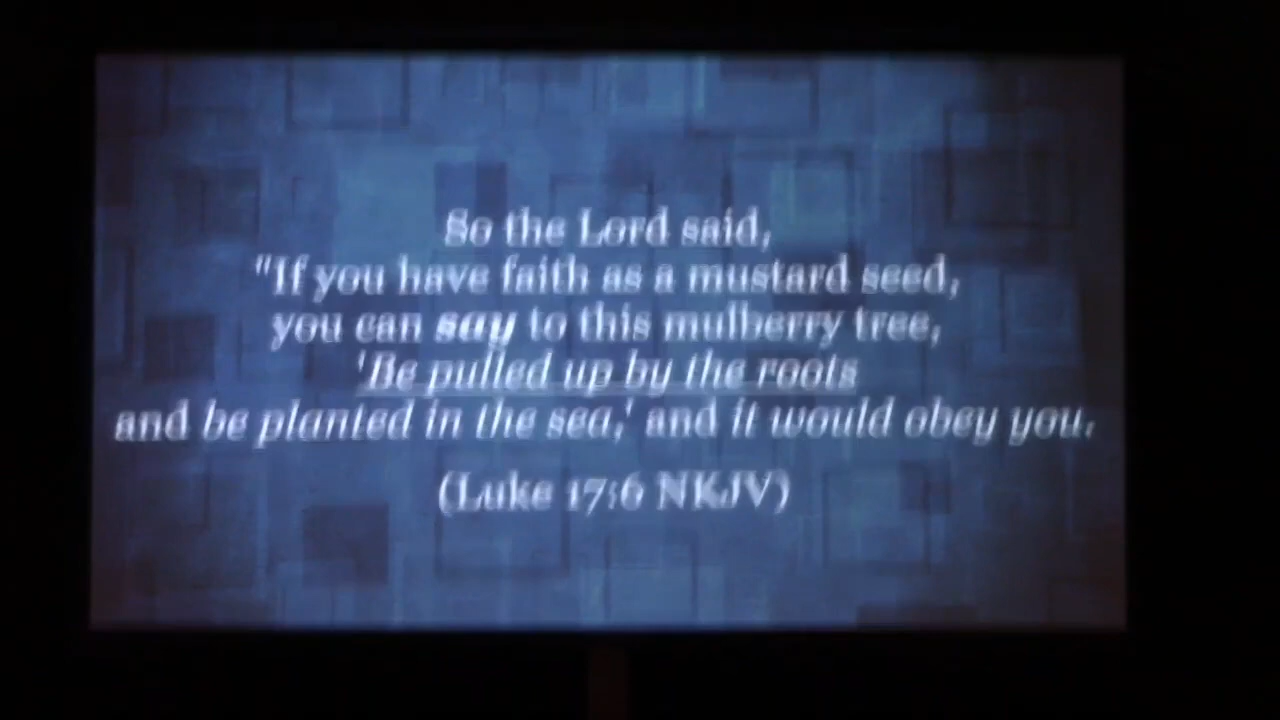 So the Lord said,
"If you have faith as a mustard seed,
you can say to this mulberry tree,
'Be pulled up by the roots
and be planted in the sea,' and it would obey you.
(Luke 17:6 NKJV)